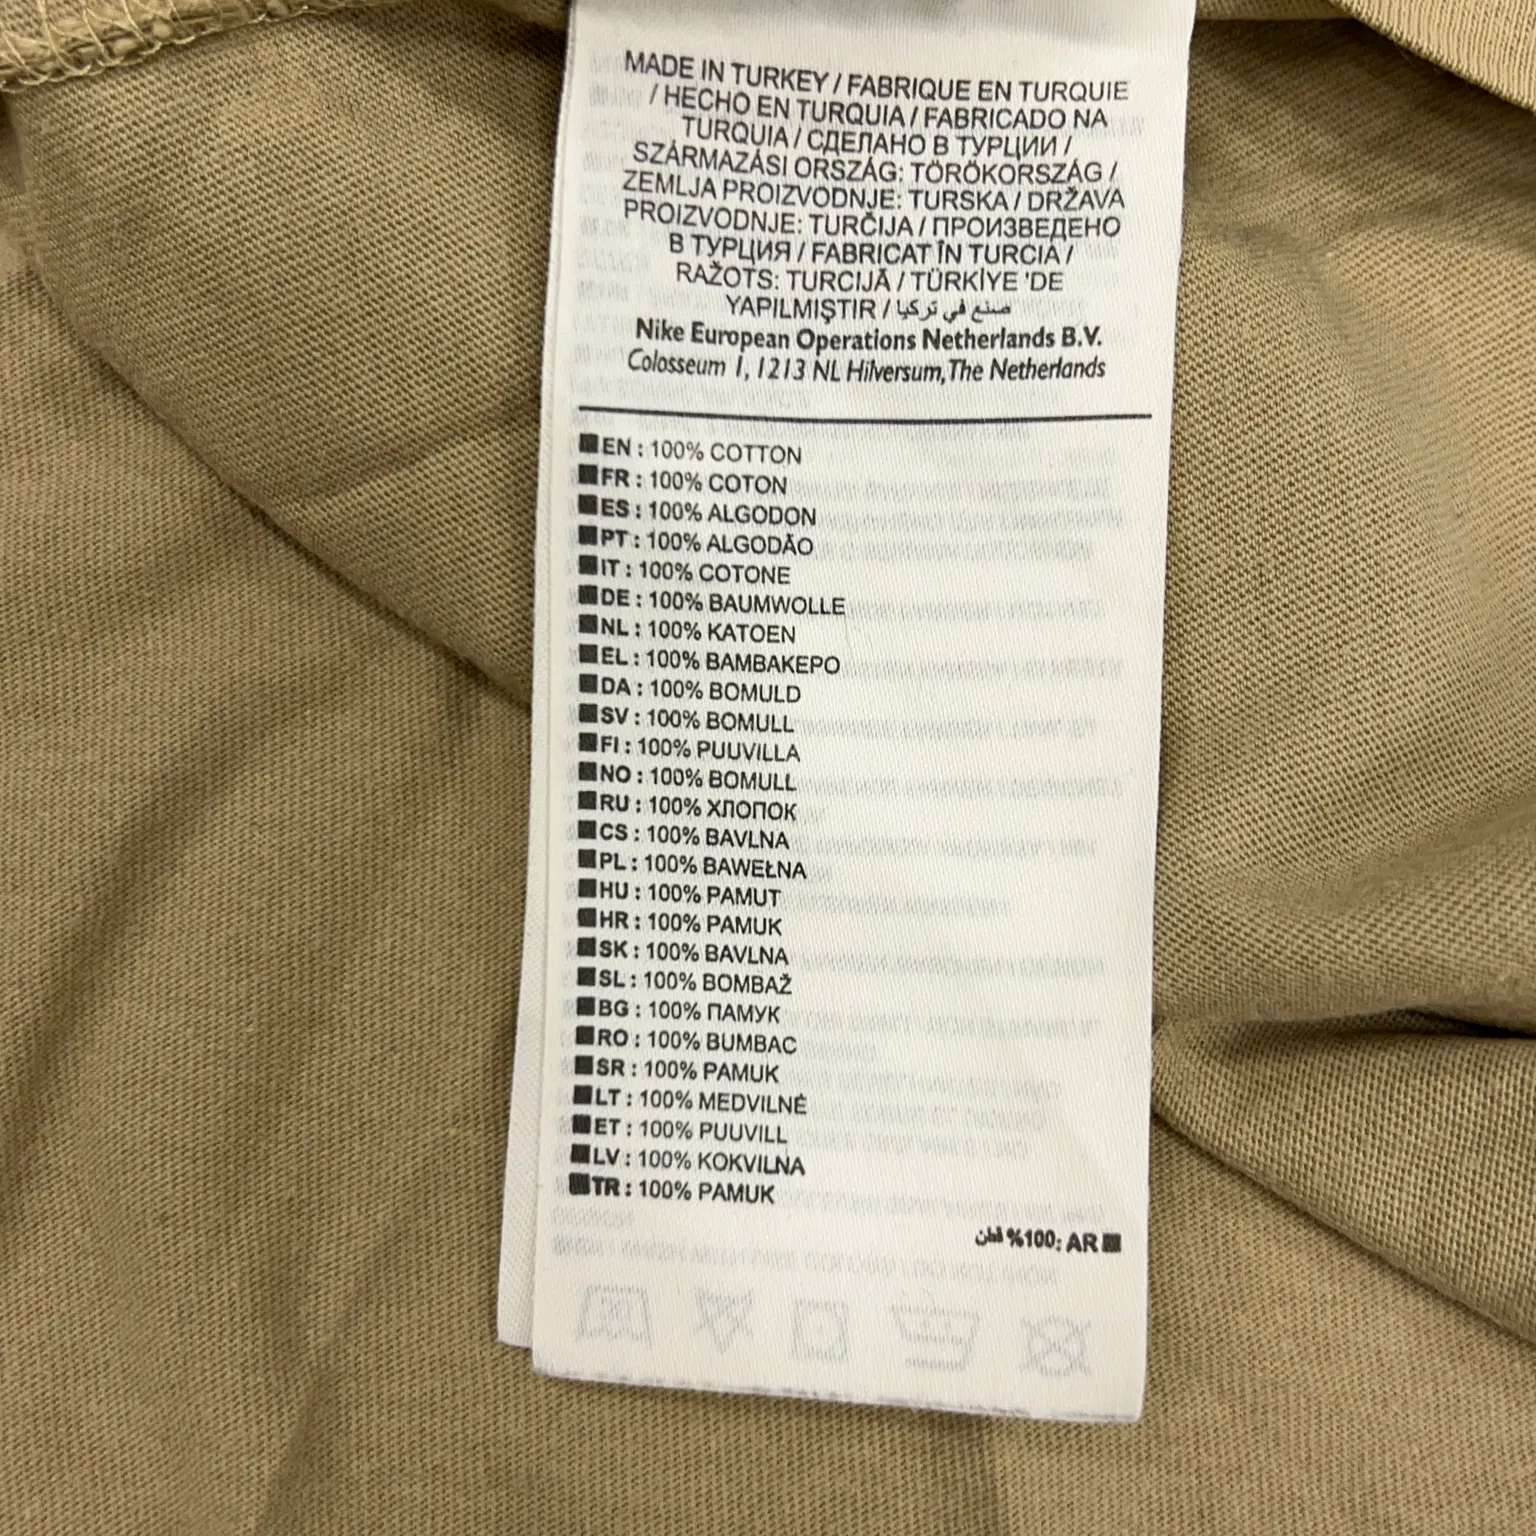 MADE IN TURKEY / FABRIQUE EN TURQUIE
/ HECHO EN TURQUIA / FABRICADO NA
TURQUIA / СДЕЛАНО В ТУРЦИИ /
SZÁRMAZÁSI ORSZÁG: TÖRÖKORSZÁG /
ZEMLJA PROIZVODNJE: TURSKA / DRŽAVA
PROIZVODNJE: TURČIJA / ПРОИЗВЕДЕНО
В ТУРЦИЯ / FABRICAT ÎN TURCIA /
RAŽOTS: TURCIJĀ / TÜRKİYE 'DE
YAPILMIŞTIR / صنع في تركيا
Nike European Operations Netherlands B.V.
Colosseum 1, 1213 NL Hilversum, The Netherlands
■EN : 100% COTTON
■FR : 100% COTON
■ES : 100% ALGODON
■PT : 100% ALGODÃO
■IT : 100% COTONE
■DE : 100% BAUMWOLLE
■NL : 100% KATOEN
■EL : 100% ΒΑΜΒΑΚΕΡΟ
■DA : 100% BOMULD
■SV : 100% BOMULL
■FI : 100% PUUVILLA
■NO : 100% BOMULL
■RU : 100% ХЛОПОК
■CS : 100% BAVLNA
■PL : 100% BAWEŁNA
■HU : 100% PAMUT
■HR : 100% PAMUK
■SK : 100% BAVLNA
■SL : 100% BOMBAŽ
■BG : 100% ПАМУК
■RO : 100% BUMBAC
■SR : 100% PAMUK
■LT : 100% MEDVILNĖ
■ET : 100% PUUVILL
■LV : 100% KOKVILNA
■TR : 100% PAMUK
قطن %100: AR■